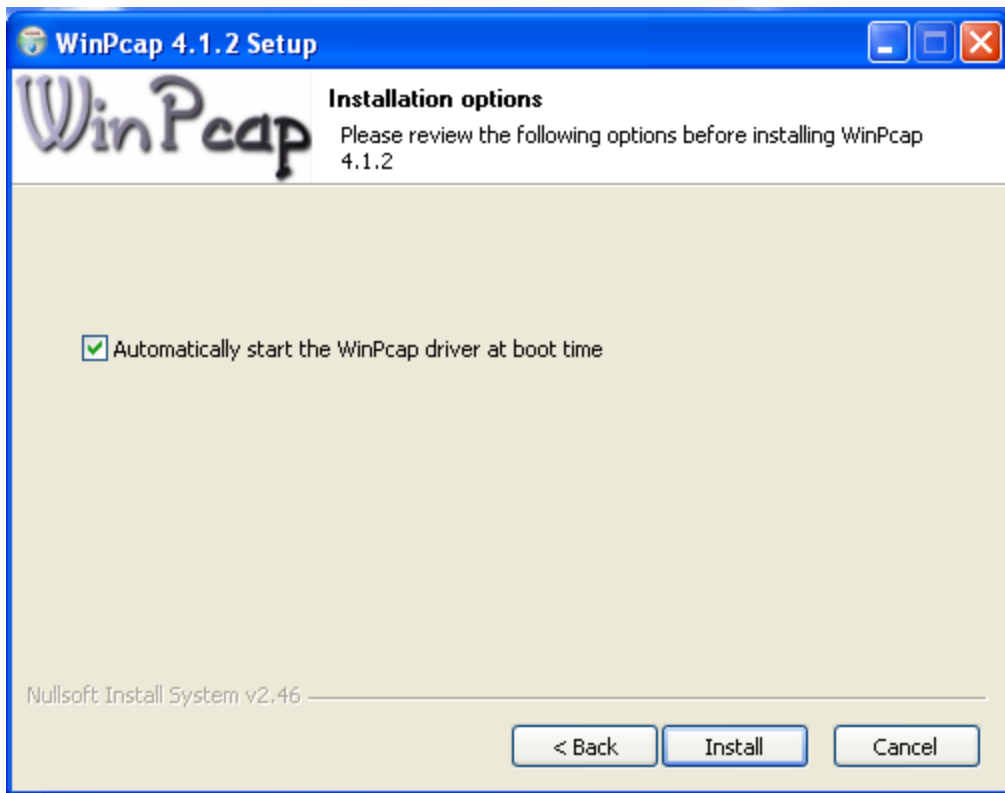 WinPcap 4.1.2 Setup
WinPcap
Installation options
Please review the following options before installing WinPcap
4.1.2
Automatically start the WinPcap driver at boot time
Nullsoft Install System v2.46
< Back
Install
Cancel